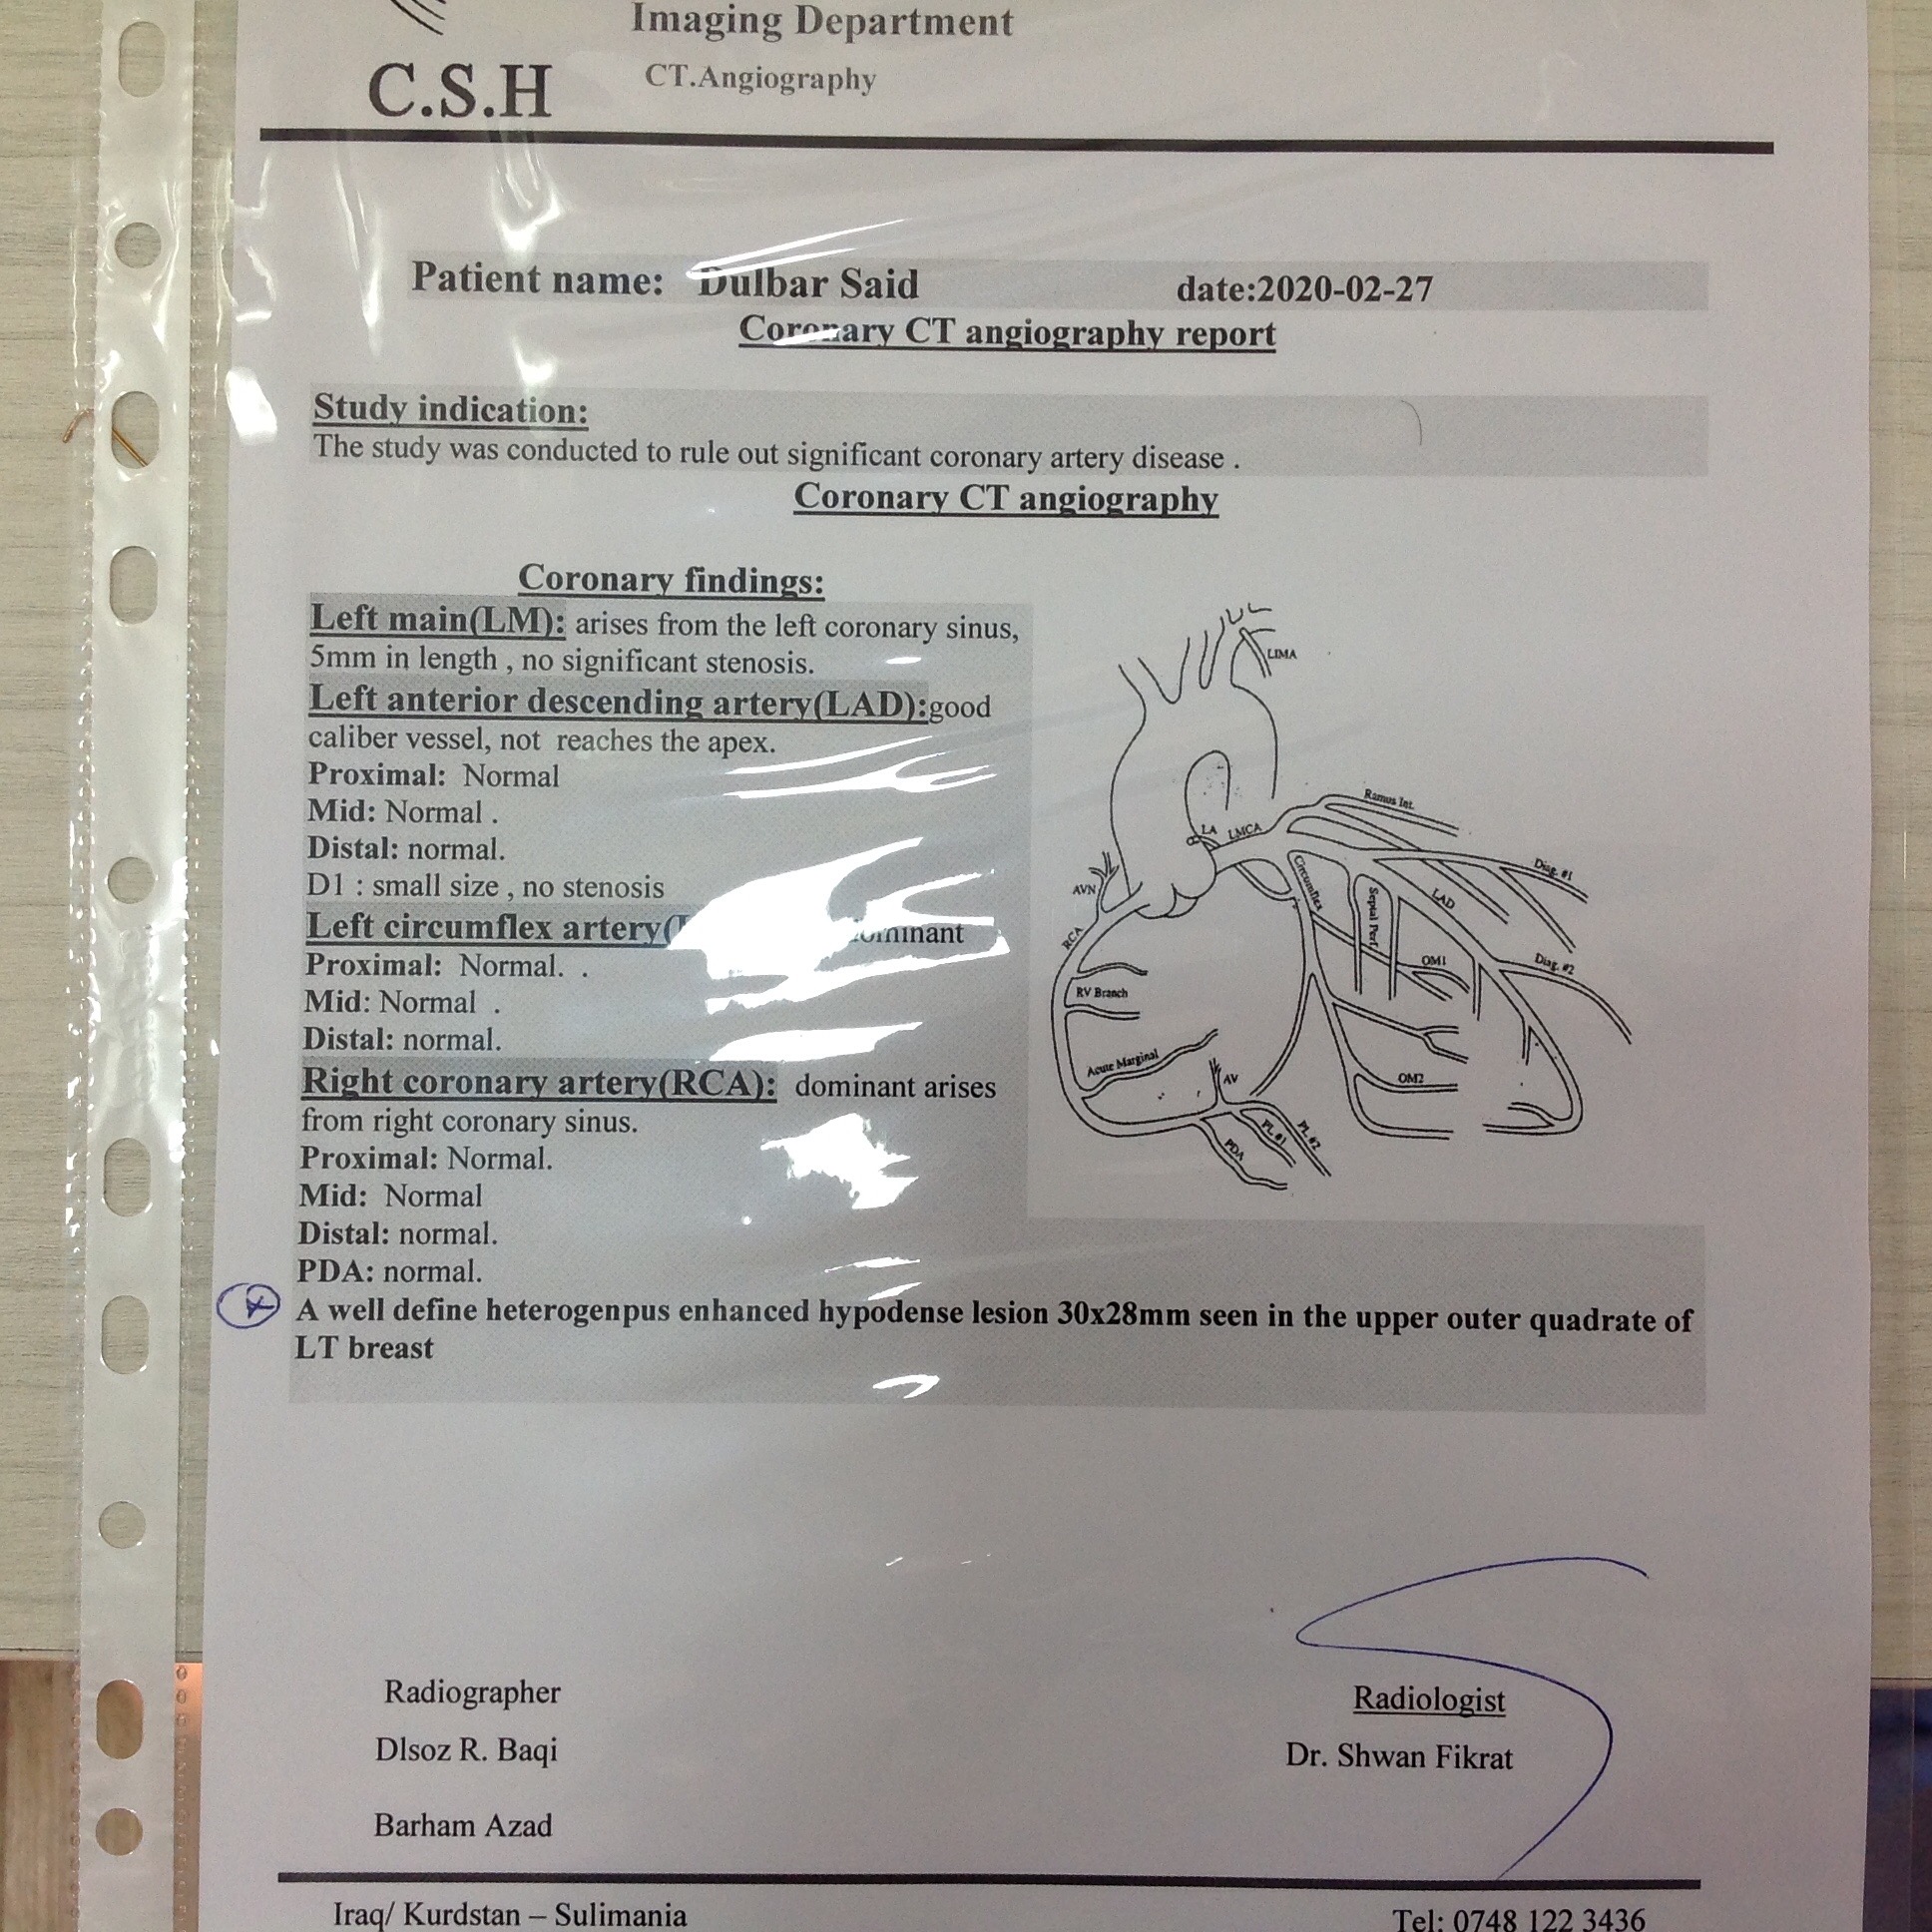 Imaging Department
C.S.H
CT.Angiography
Patient name: Dulbar Said date:2020-02-27
Coronary CT angiography report
Study indication:
The study was conducted to rule out significant coronary artery disease .
Coronary CT angiography
Coronary findings:
Left main(LM): arises from the left coronary sinus,
5mm in length , no significant stenosis.
Left anterior descending artery(LAD):good
caliber vessel, not reaches the apex.
Proximal: Normal
Mid: Normal .
Distal: normal.
D1 : small size , no stenosis
Left circumflex artery(
Proximal: Normal. .
Mid: Normal .
Distal: normal.
Right coronary artery(RCA): dominant arises
from right coronary sinus.
Proximal: Normal.
Mid: Normal
Distal: normal.
PDA: normal.
A well define heterogenpus enhanced hypodense lesion 30x28mm seen in the upper outer quadrate of
LT breast
LIMA
Ramus Int.
LA
LMCA
Diag. #1
AVN
Circumflex
Septal Perf.
LAD
RCA
OM1
Diag. #2
RV Branch
Acute Marginal
AV
OM2
PL #1
PL #2
PDA
Radiographer
Radiologist
Dlsoz R. Baqi
Dr. Shwan Fikrat
Barham Azad
Iraq/ Kurdstan – Sulimania
Tel: 0748 122 3436